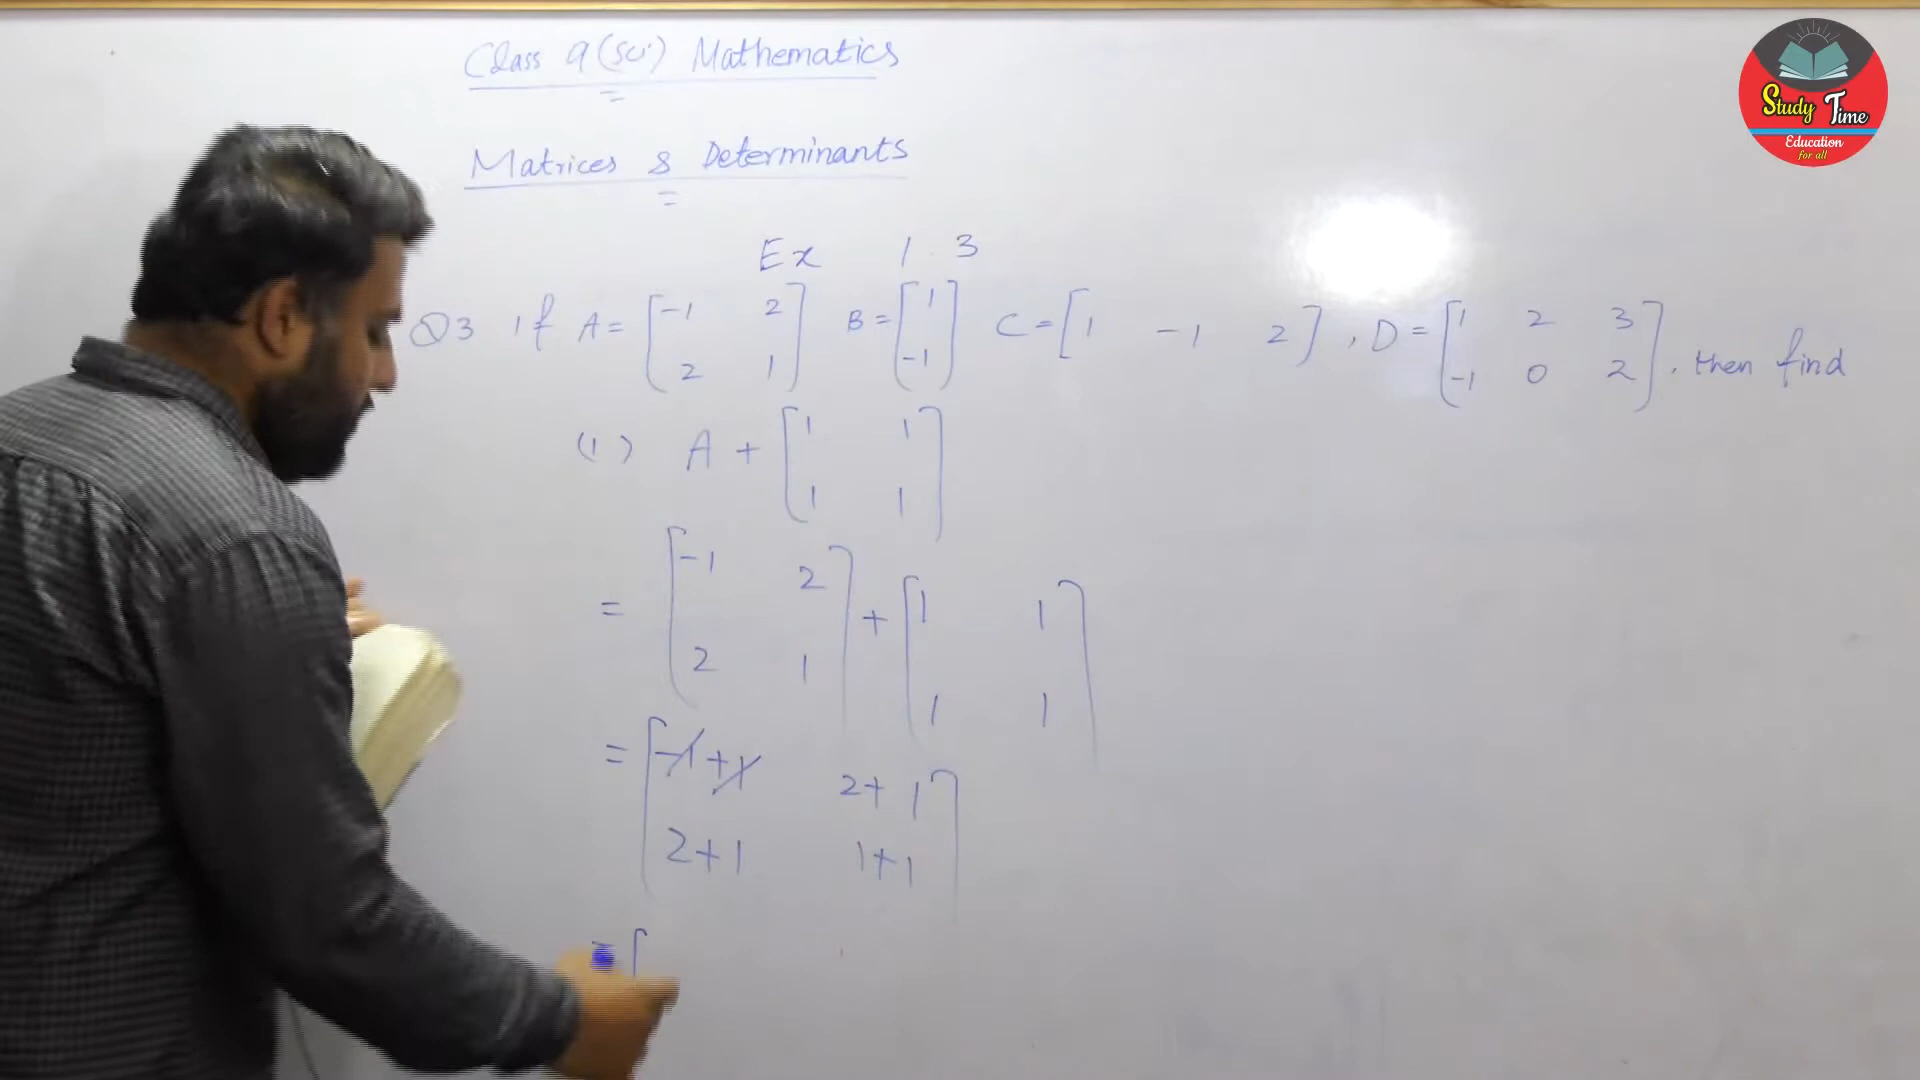 Class 9 (Sci) Mathematics
Matrices & Determinants
Ex 1.3
Q3 If A = [-1 2 B = [1 C = [1 -1 2], D = [1 2 3
2 1] -1] -1 0 2], then find
(1) A + [1 1
1 1]
= [-1 2 + [1 1
2 1] 1 1]
= [-1+1 2+1
2+1 1+1]
= [
Study Time
Education
for all